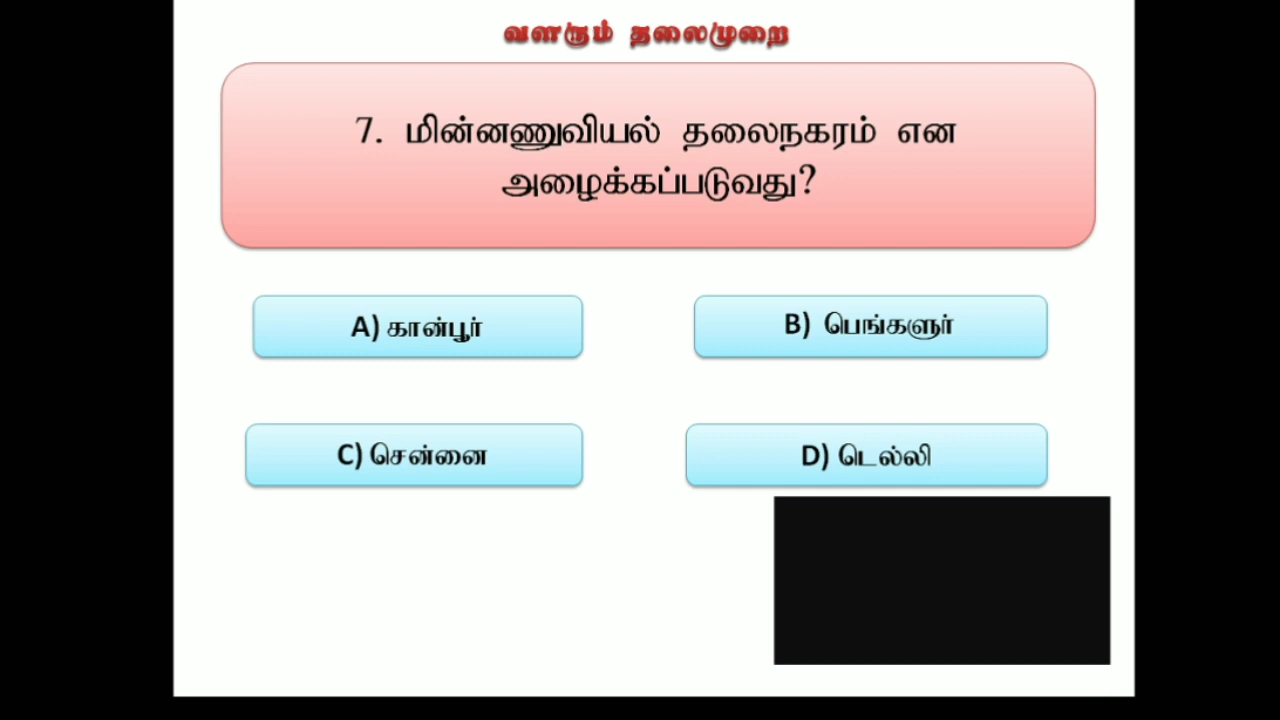 வளரும் தலைமுறை
7. மின்னணுவியல் தலைநகரம் என
அழைக்கப்படுவது?
A) கான்பூர்
B) பெங்களுர்
C) சென்னை
D) டெல்லி